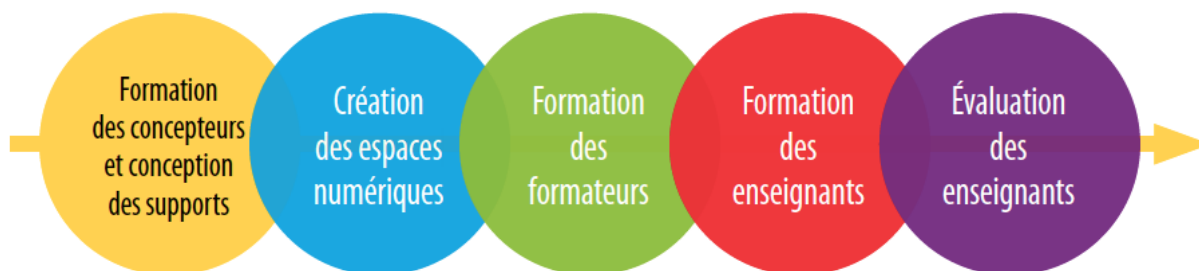 Formation
des concepteurs
et conception
des supports
Création
des espaces
numériques
Formation
des
formateurs
Formation
des
enseignants
Évaluation
des
enseignants